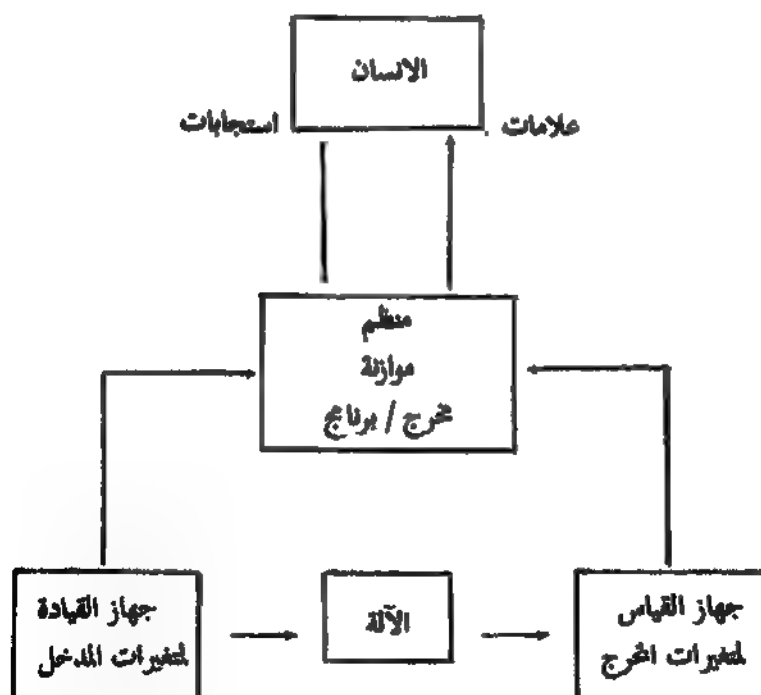 الانسان
علامات
استجابات
منظم
موازنة
مخرج / برنامج
جهاز القياس
لمتغيرات المخرج
الآلة
جهاز القيادة
لمتغيرات المدخل